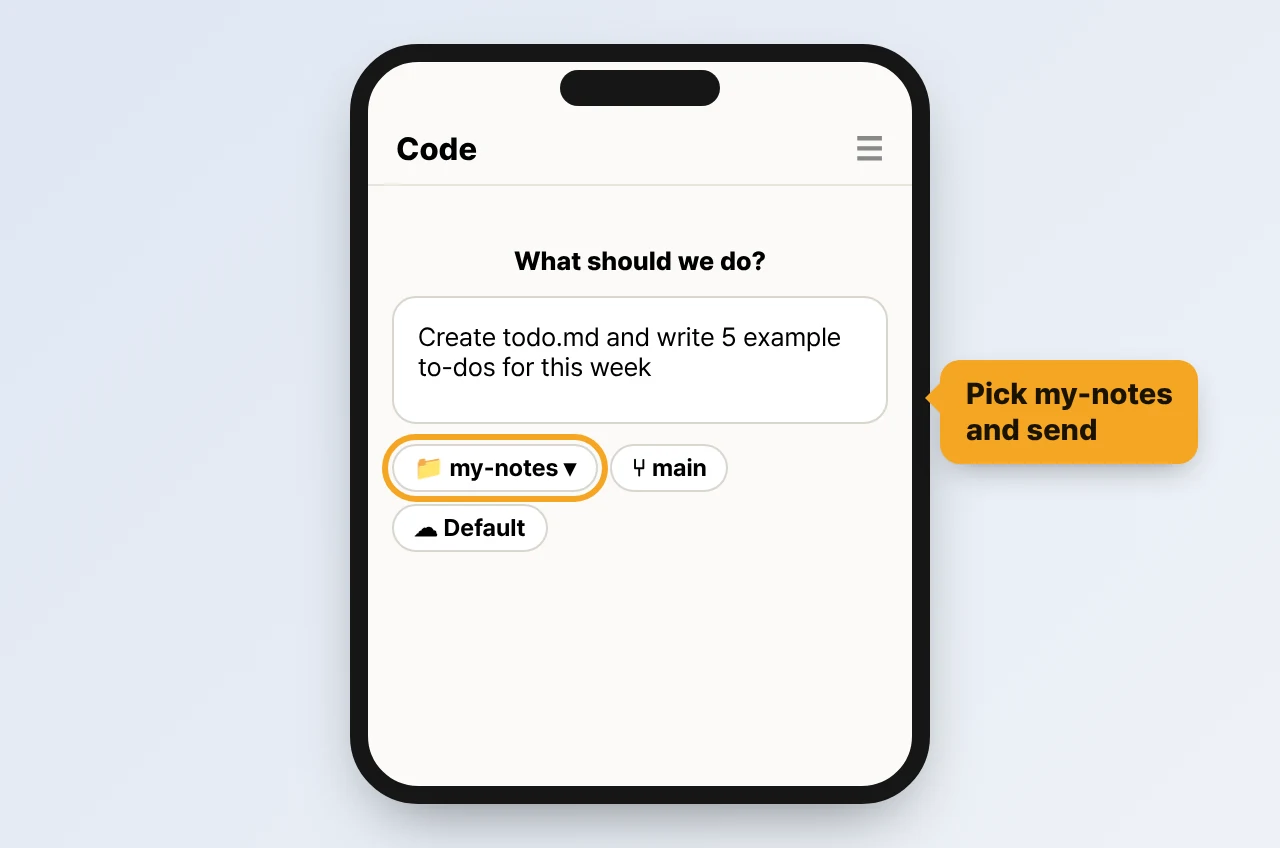 Code
What should we do?
Create todo.md and write 5 example
to-dos for this week
Pick my-notes
and send
📁 my-notes ▾
⑂ main
☁ Default